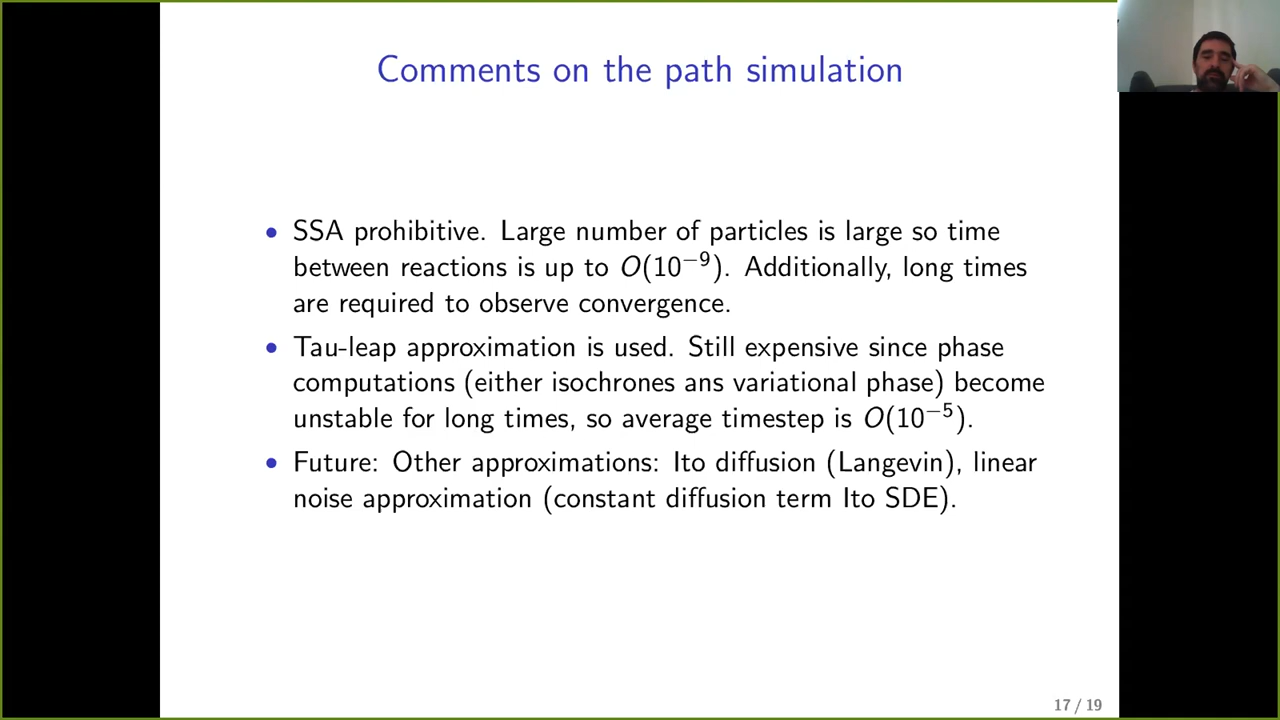 Comments on the path simulation
• SSA prohibitive. Large number of particles is large so time
between reactions is up to O(10⁻⁹). Additionally, long times
are required to observe convergence.
• Tau-leap approximation is used. Still expensive since phase
computations (either isochrones ans variational phase) become
unstable for long times, so average timestep is O(10⁻⁵).
• Future: Other approximations: Ito diffusion (Langevin), linear
noise approximation (constant diffusion term Ito SDE).
17 / 19